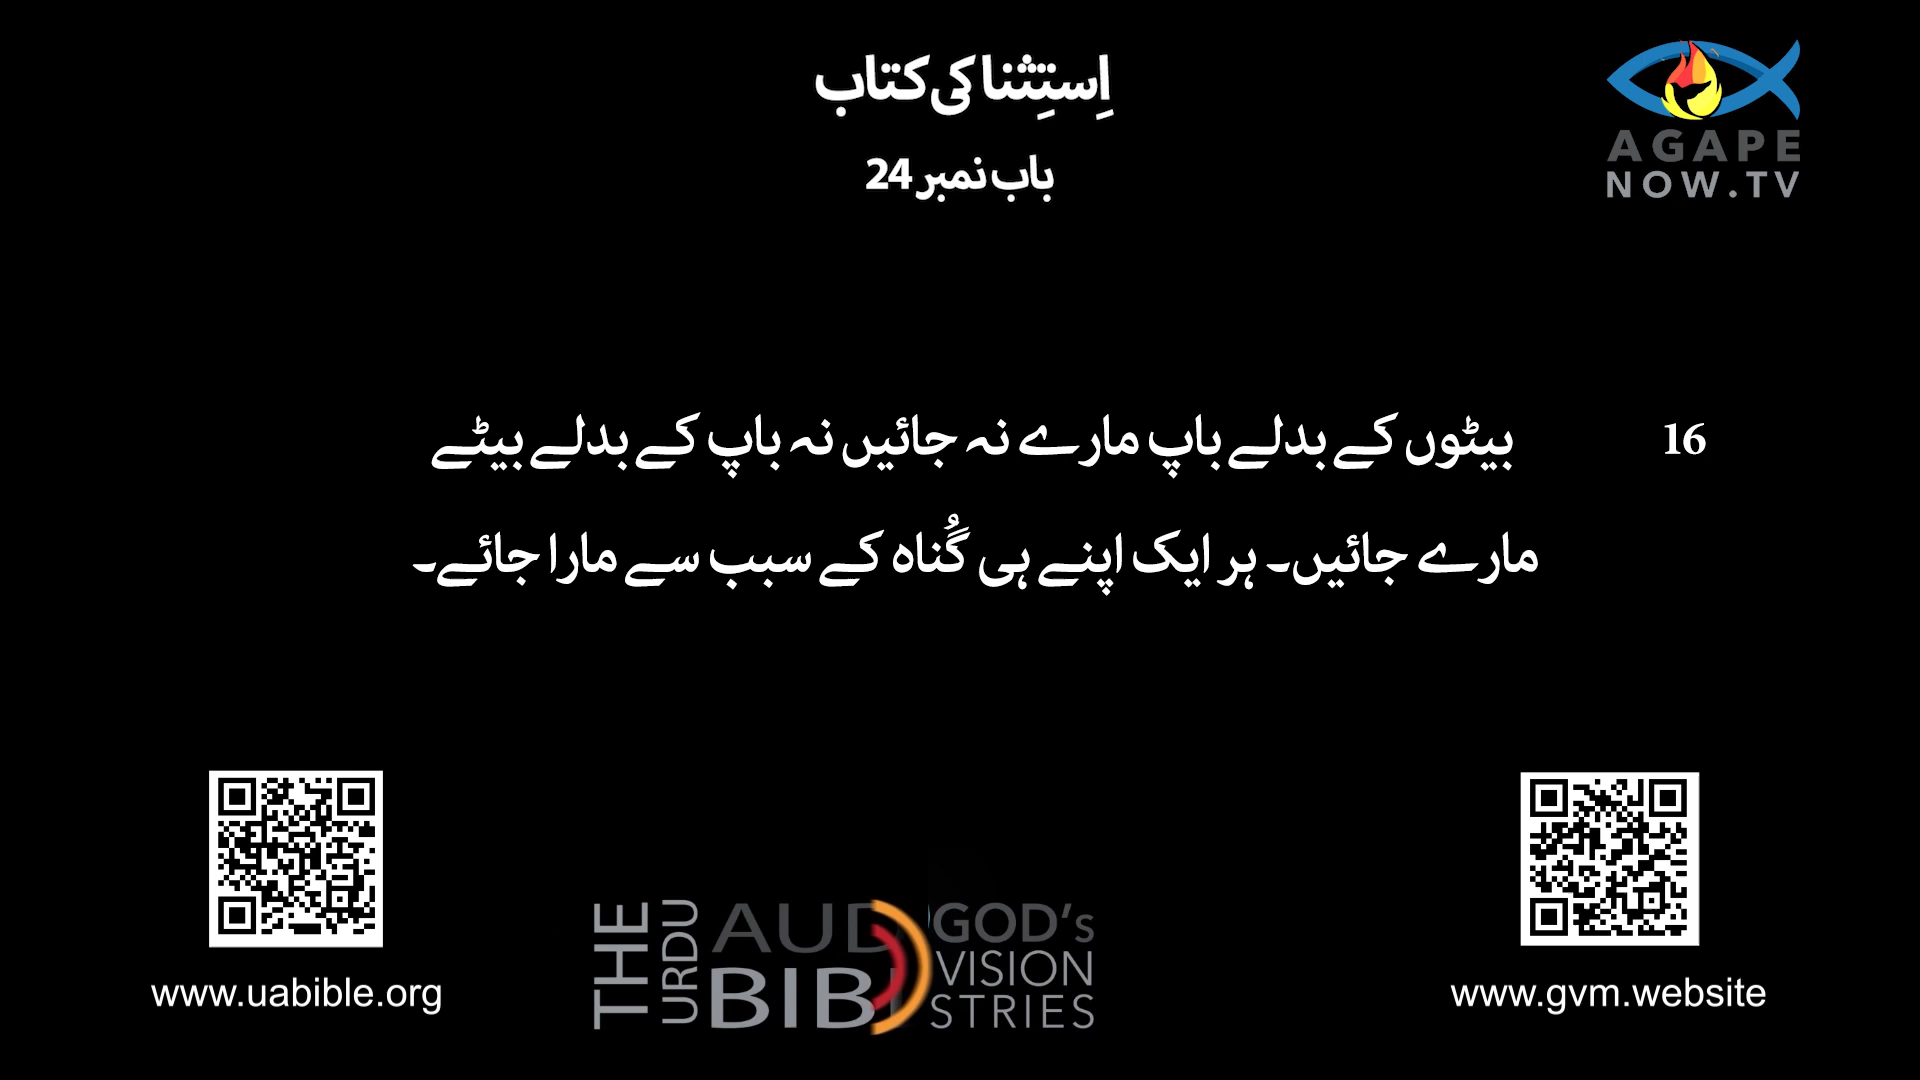 اِستِثنا کی کتاب
باب نمبر 24
AGAPE
NOW.TV
16 بیٹوں کے بدلے باپ مارے نہ جائیں نہ باپ کے بدلے بیٹے
مارے جائیں۔ ہر ایک اپنے ہی گُناہ کے سبب سے مارا جائے۔
THE
URDU
AUD
BIB
GOD's
VISION
STRIES
www.uabible.org
www.gvm.website